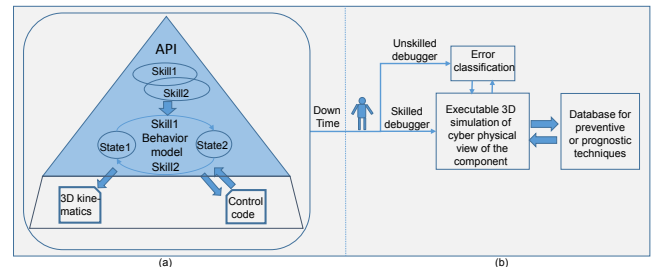 API
Skill1
Skill2
Skill1
Behavior
model
Skill2
State1
State2
3D kine-
matics
Control
code
Down
Time
Unskilled
debugger
Skilled
debugger
Error
classification
Executable 3D
simulation of
cyber physical
view of the
component
Database for
preventive
or prognostic
techniques
(a)
(b)